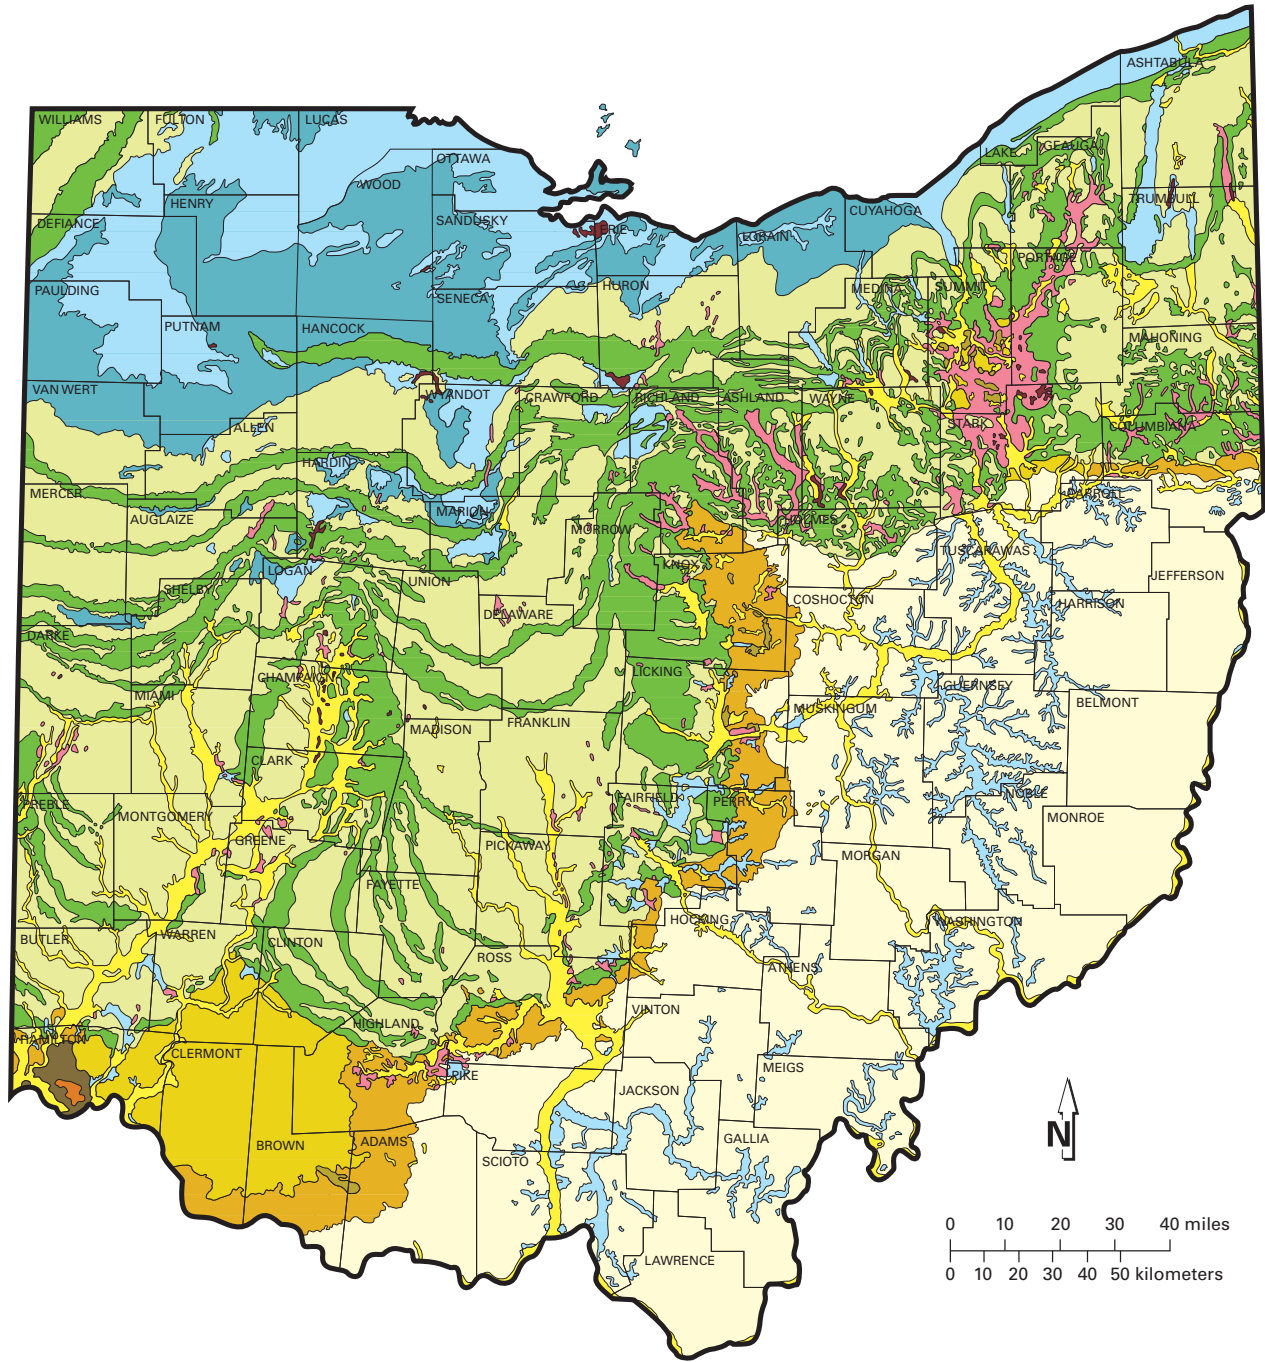 ASHTABULA
WILLIAMS
FULTON
LUCAS
LAKE
GEAUGA
OTTAWA
WOOD
HENRY
TRUMBULL
CUYAHOGA
DEFIANCE
SANDUSKY
ERIE
LORAIN
PORTAGE
PAULDING
HURON
MEDINA
SUMMIT
SENECA
PUTNAM
HANCOCK
MAHONING
VAN WERT
WYANDOT
CRAWFORD
RICHLAND
ASHLAND
WAYNE
ALLEN
STARK
COLUMBIANA
HARDIN
MERCER
CARROLL
AUGLAIZE
MARION
HOLMES
MORROW
TUSCARAWAS
KNOX
LOGAN
UNION
JEFFERSON
SHELBY
COSHOCTON
HARRISON
DELAWARE
DARKE
LICKING
CHAMPAIGN
GUERNSEY
MIAMI
MUSKINGUM
BELMONT
FRANKLIN
MADISON
CLARK
NOBLE
PREBLE
FAIRFIELD
PERRY
MONTGOMERY
MONROE
GREENE
PICKAWAY
MORGAN
FAYETTE
HOCKING
WASHINGTON
BUTLER
WARREN
CLINTON
ROSS
ATHENS
VINTON
HIGHLAND
HAMILTON
CLERMONT
PIKE
MEIGS
JACKSON
BROWN
ADAMS
GALLIA
SCIOTO
N
LAWRENCE
0 10 20 30 40 miles
0 10 20 30 40 50 kilometers